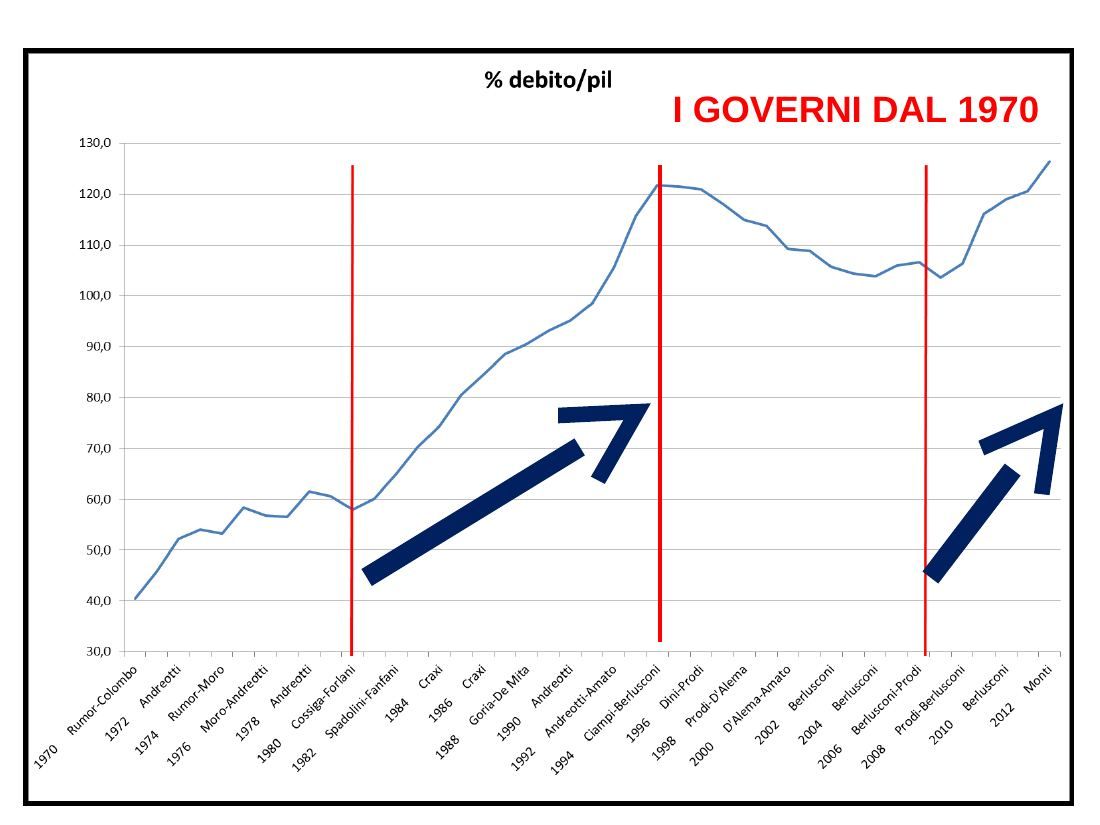 % debito/pil
I GOVERNI DAL 1970
130,0
120,0
110,0
100,0
90,0
80,0
70,0
60,0
50,0
40,0
30,0
1970 Rumor-Colombo
1972 Andreotti
1974 Rumor-Moro
1976 Moro-Andreotti
1978 Andreotti
1980 Cossiga-Forlani
1982 Spadolini-Fanfani
1984 Craxi
1986 Craxi
1988 Goria-De Mita
1990 Andreotti
1992 Andreotti-Amato
1994 Ciampi-Berlusconi
1996 Dini-Prodi
1998 Prodi-D'Alema
2000 D'Alema-Amato
2002 Berlusconi
2004 Berlusconi
2006 Berlusconi-Prodi
2008 Prodi-Berlusconi
2010 Berlusconi
2012 Monti